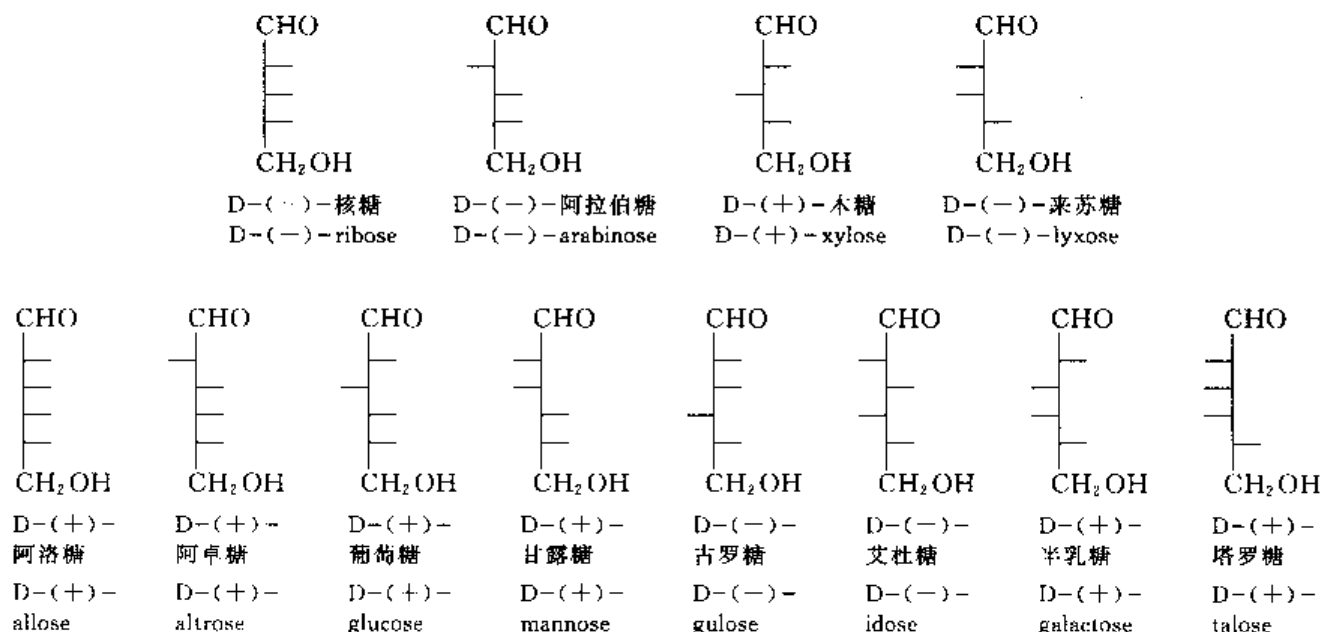 CHO CHO CHO CHO
CH₂OH CH₂OH CH₂OH CH₂OH
D-(-)-核糖 D-(-)-阿拉伯糖 D-(+)-木糖 D-(-)-来苏糖
D-(-)-ribose D-(-)-arabinose D-(+)-xylose D-(-)-lyxose
CHO CHO CHO CHO CHO CHO CHO CHO
CH₂OH CH₂OH CH₂OH CH₂OH CH₂OH CH₂OH CH₂OH CH₂OH
D-(+)- D-(+)- D-(+)- D-(+)- D-(-)- D-(-)- D-(+)- D-(+)-
阿洛糖 阿卓糖 葡萄糖 甘露糖 古罗糖 艾杜糖 半乳糖 塔罗糖
D-(+)- D-(+)- D-(+)- D-(+)- D-(-)- D-(-)- D-(+)- D-(+)-
allose altrose glucose mannose gulose idose galactose talose